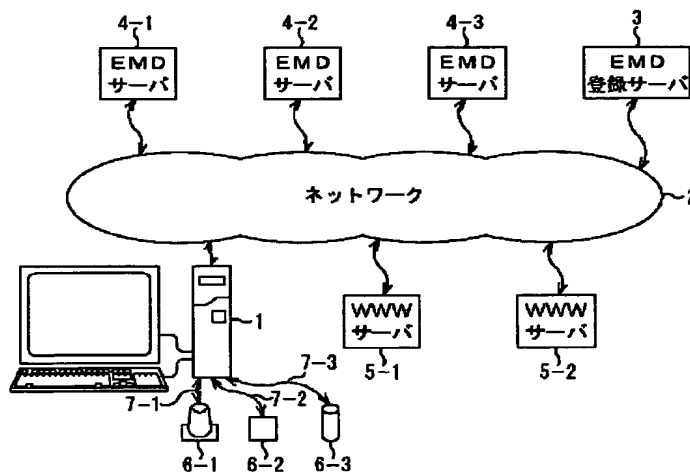 4-1
4-2
4-3
3
EMD
サーバ
EMD
サーバ
EMD
サーバ
EMD
登録サーバ
ネットワーク
2
1
WWW
サーバ
WWW
サーバ
5-1
5-2
7-3
7-1
7-2
6-1
6-2
6-3